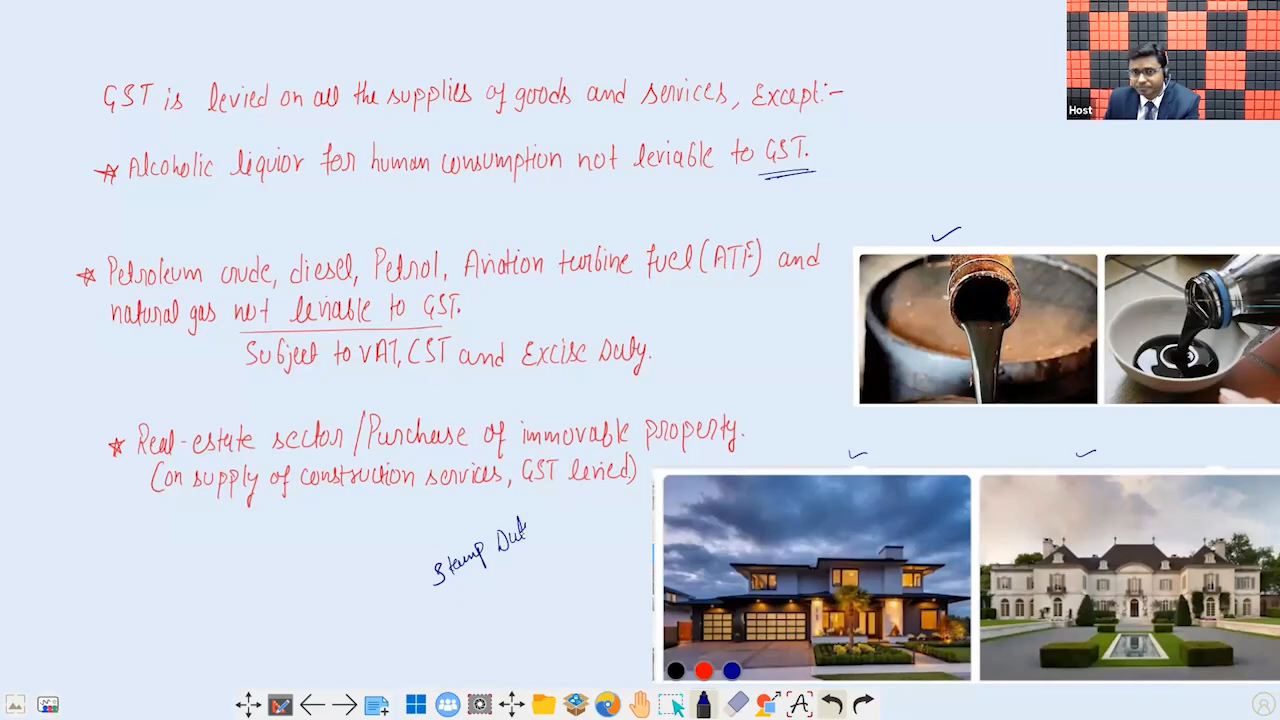 GST is levied on all the supplies of goods and services, Except:-
Alcoholic liquior for human consumption not leviable to GST.
Petroleum crude, diesel, Petrol, Aviation turbine fuel (ATF) and
natural gas not leviable to GST.
Subject to VAT, CST and Excise Duty.
Real-estate sector/Purchase of immovable property.
(on supply of construction services, GST levied)
Stamp Dut
Host